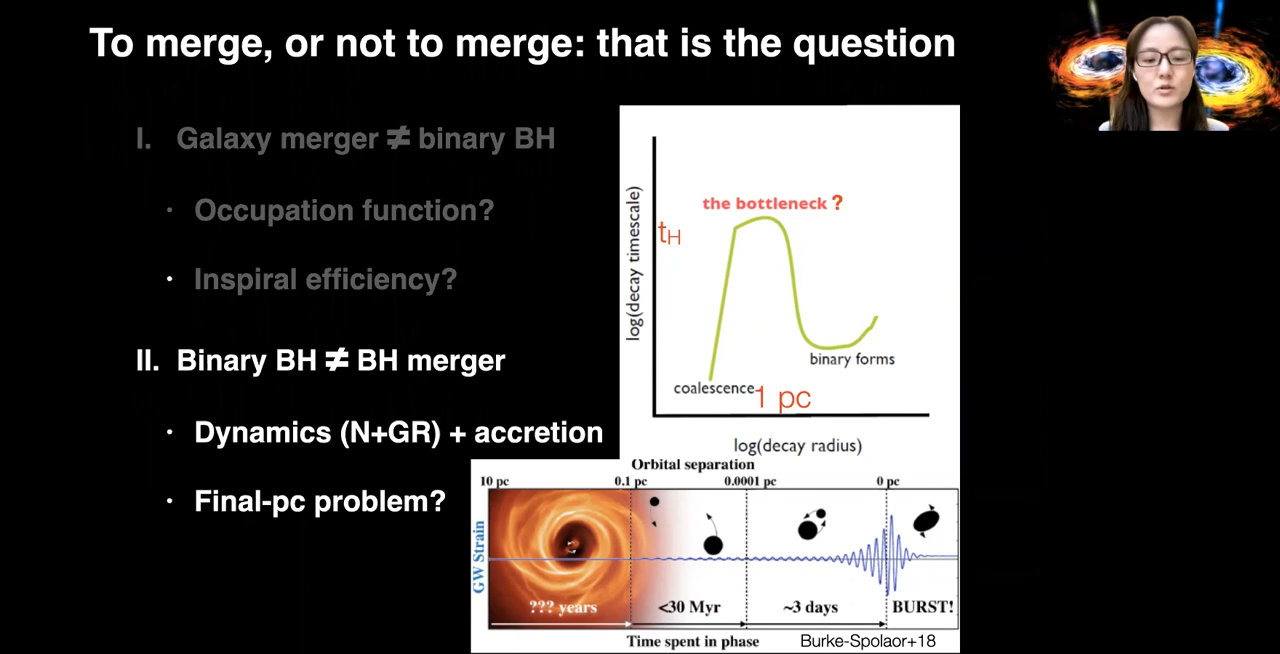 To merge, or not to merge: that is the question
I. Galaxy merger ≠ binary BH
· Occupation function?
· Inspiral efficiency?
II. Binary BH ≠ BH merger
· Dynamics (N+GR) + accretion
· Final-pc problem?
the bottleneck ?
tH
log(decay timescale)
binary forms
coalescence
1 pc
log(decay radius)
Orbital separation
10 pc 0.1 pc 0.0001 pc 0 pc
GW Strain
??? years <30 Myr ~3 days BURST!
Time spent in phase
Burke-Spolaor+18